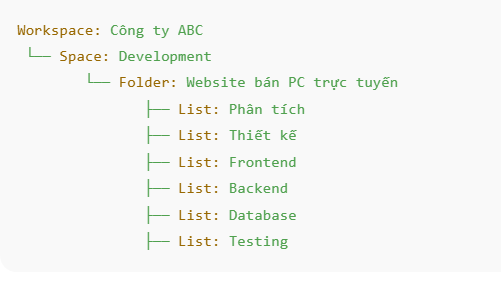 Workspace: Công ty ABC
└── Space: Development
└── Folder: Website bán PC trực tuyến
├── List: Phân tích
├── List: Thiết kế
├── List: Frontend
├── List: Backend
├── List: Database
├── List: Testing